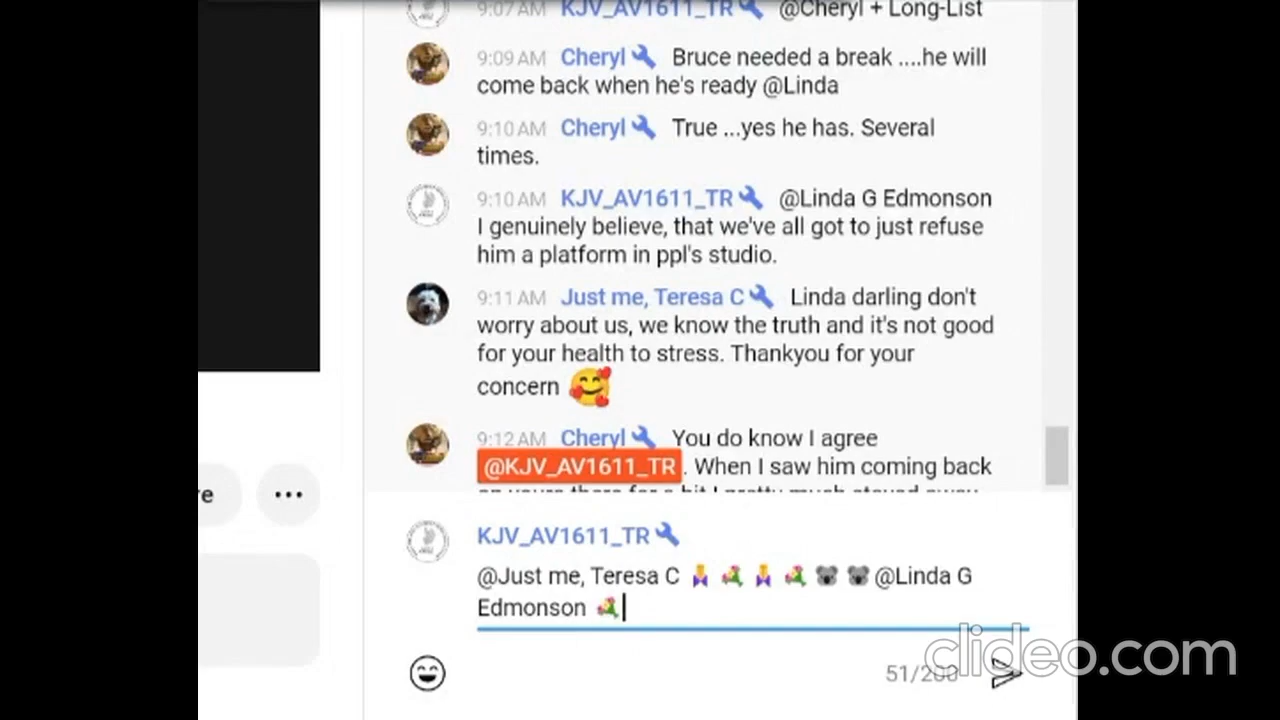 9:07 AM KJV_AV1611_TR @Cheryl + Long-List
9:09 AM Cheryl Bruce needed a break ....he will
come back when he's ready @Linda
9:10 AM Cheryl True ...yes he has. Several
times.
9:10 AM KJV_AV1611_TR @Linda G Edmonson
I genuinely believe, that we've all got to just refuse
him a platform in ppl's studio.
9:11 AM Just me, Teresa C Linda darling don't
worry about us, we know the truth and it's not good
for your health to stress. Thankyou for your
concern 🥰
9:12 AM Cheryl You do know I agree
@KJV_AV1611_TR . When I saw him coming back
re
KJV_AV1611_TR
@Just me, Teresa C 💐 💐 🐨 🐨 @Linda G
Edmonson 💐
51/200
clideo.com